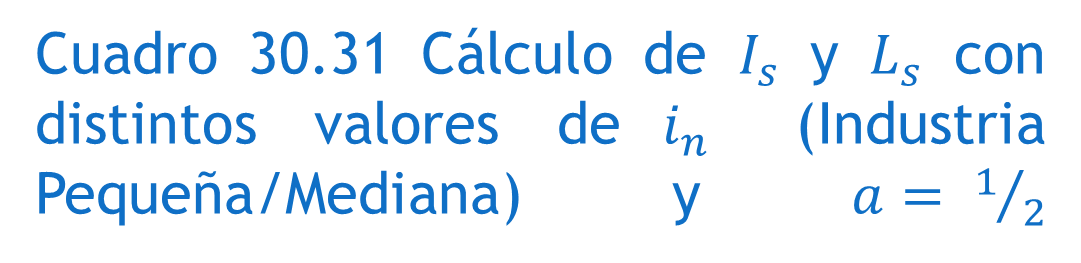 Cuadro 30.31 Cálculo de Iₛ y Lₛ con
distintos valores de iₙ (Industria
Pequeña/Mediana) y a = ¹/₂